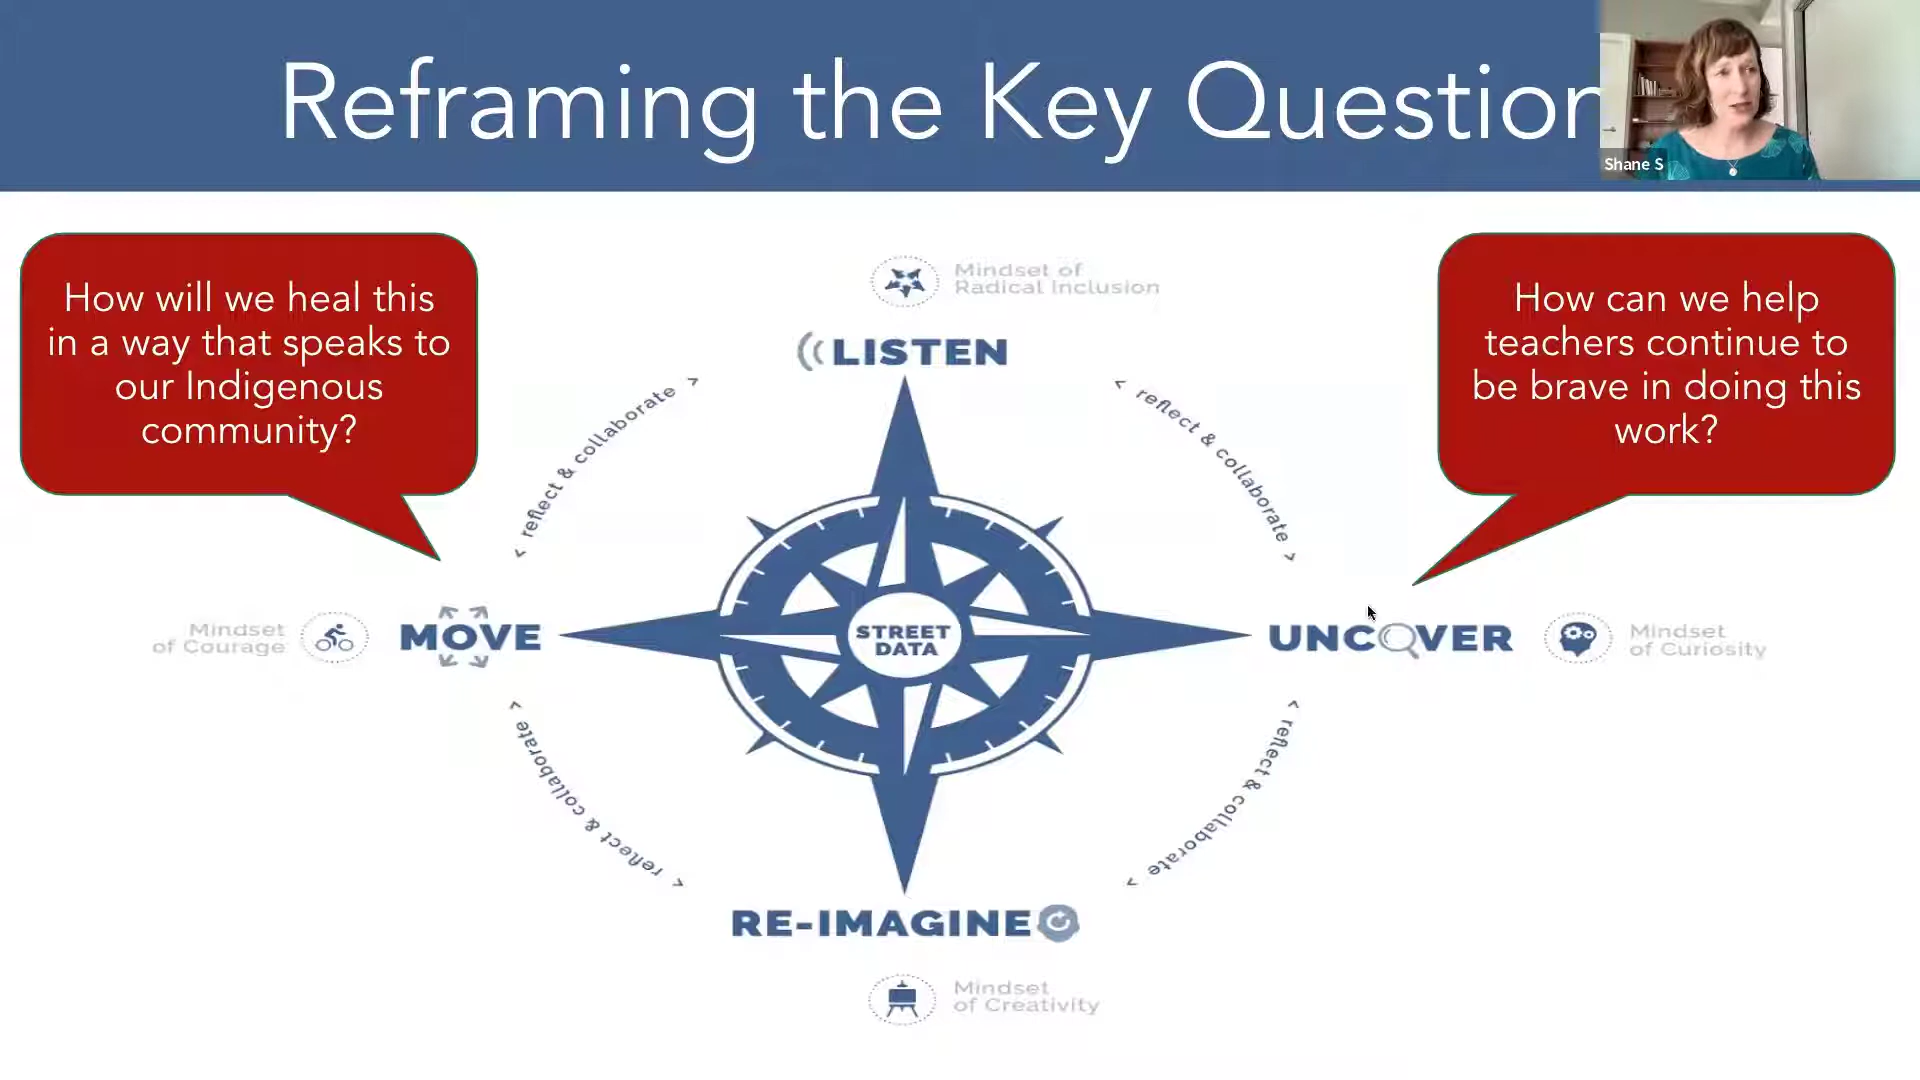 Reframing the Key Question
Shane S
How will we heal this
in a way that speaks to
our Indigenous
community?
How can we help
teachers continue to
be brave in doing this
work?
Mindset of
Radical Inclusion
LISTEN
< reflect & collaborate >
< reflect & collaborate >
Mindset
of Courage
MOVE
STREET
DATA
UNCOVER
Mindset
of Curiosity
< reflect & collaborate >
< reflect & collaborate >
RE-IMAGINE
Mindset
of Creativity